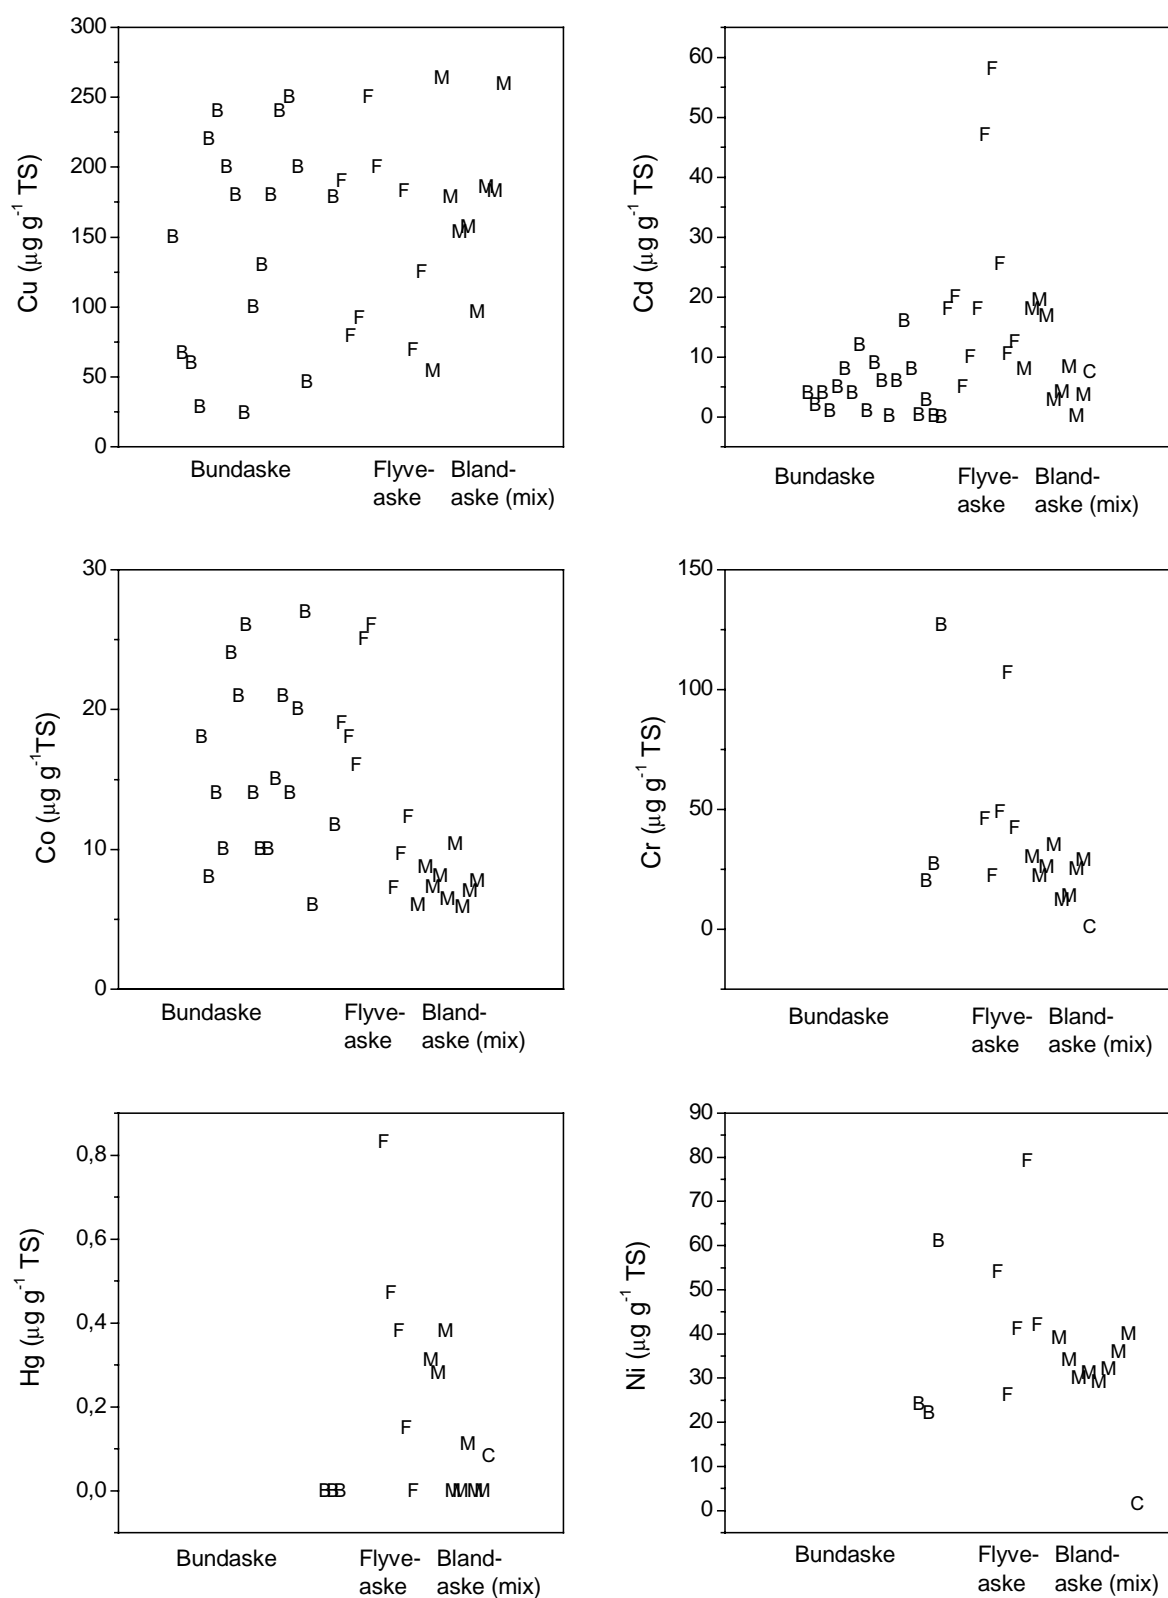 300
250
200
150
100
50
0
Cu (µg g⁻¹ TS)
B B B B B B B B B B B B B B B B B F F F F F F F F M M M M M M M M M
Bundaske
Flyve-
aske
Bland-
aske (mix)
60
50
40
30
20
10
0
Cd (µg g⁻¹ TS)
B B B B B B B B B B B B B B B B B B B F F F F F F F F F F M M M M M M M M M C
Bundaske
Flyve-
aske
Bland-
aske (mix)
30
20
10
0
Co (µg g⁻¹TS)
B B B B B B B B B B B B B B B B B F F F F F F F F M M M M M M M M M
Bundaske
Flyve-
aske
Bland-
aske (mix)
150
100
50
0
Cr (µg g⁻¹ TS)
B B B F F F F F M M M M M M M M C
Bundaske
Flyve-
aske
Bland-
aske (mix)
0,8
0,6
0,4
0,2
0,0
Hg (µg g⁻¹ TS)
B B B F F F F F M M M M M M M M C
Bundaske
Flyve-
aske
Bland-
aske (mix)
90
80
70
60
50
40
30
20
10
0
Ni (µg g⁻¹ TS)
B B B F F F F F M M M M M M M M C
Bundaske
Flyve-
aske
Bland-
aske (mix)